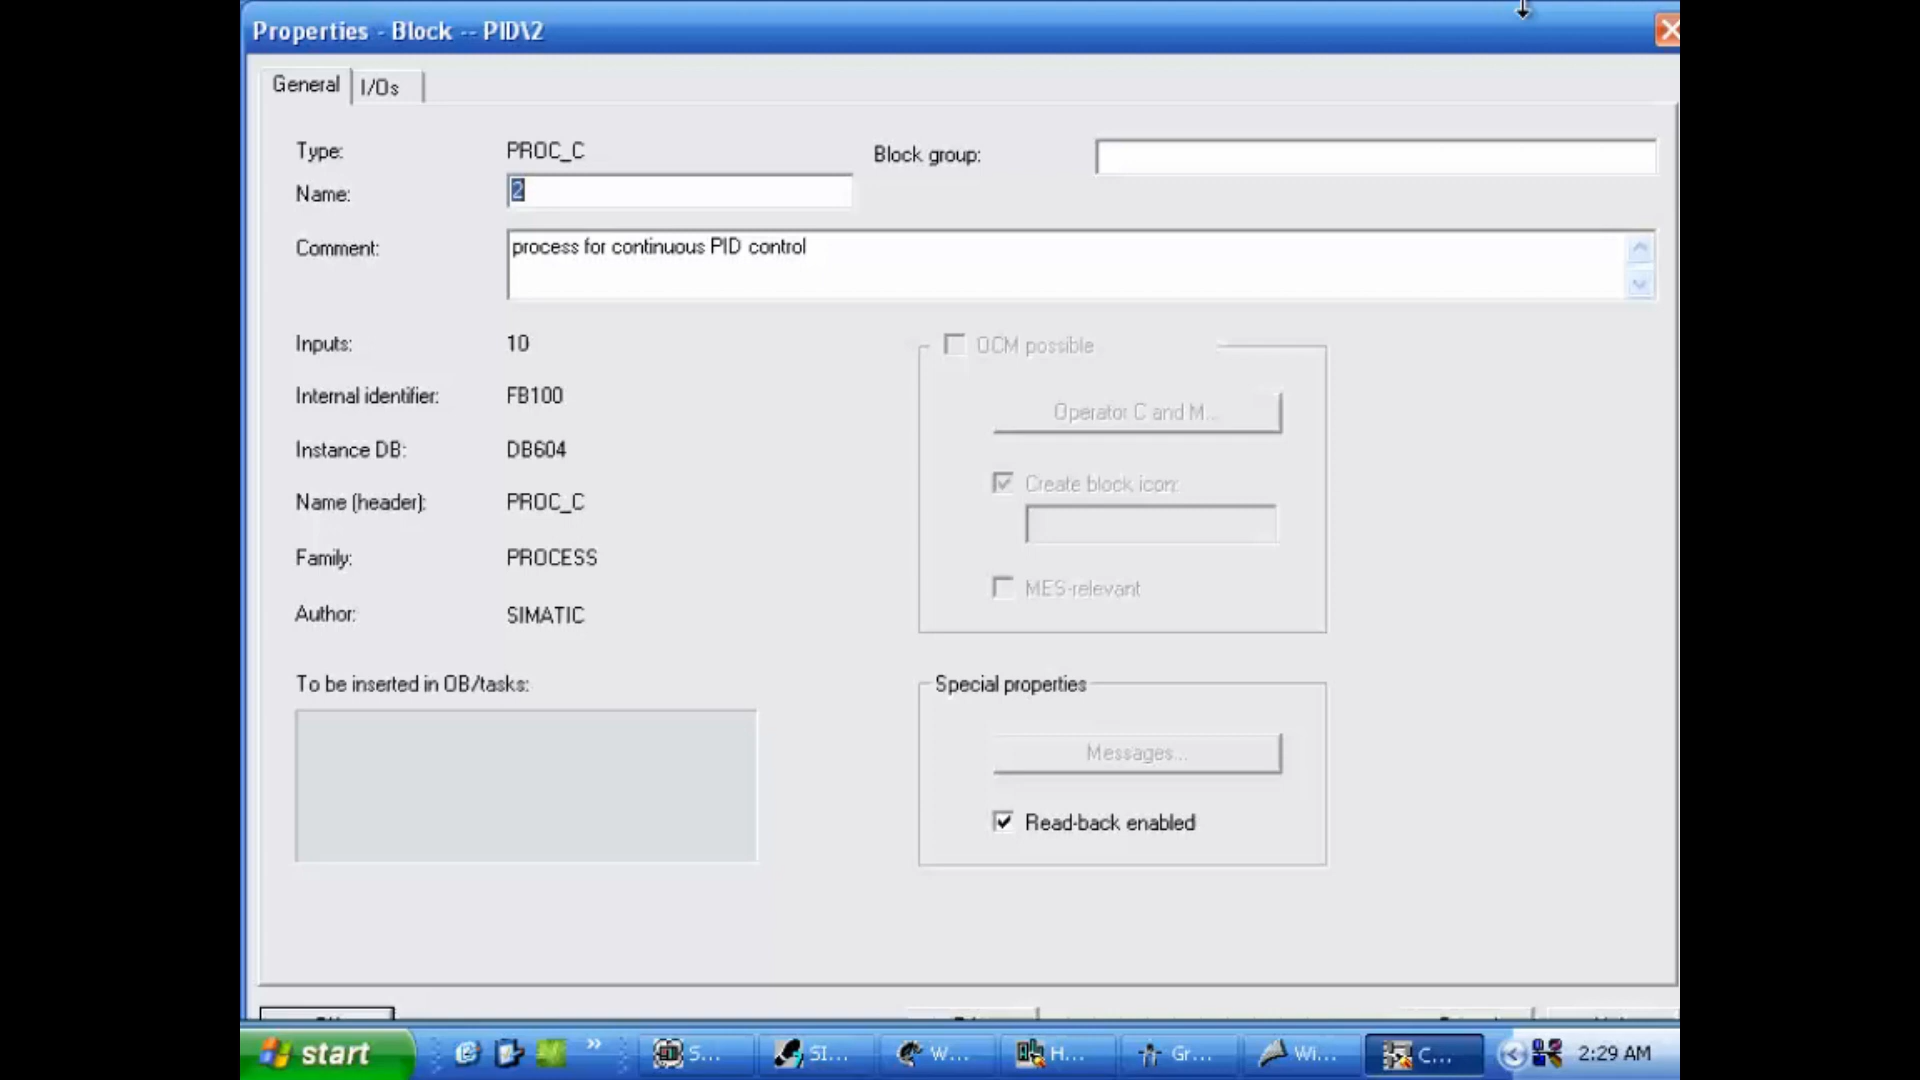 Properties - Block -- PID\2
General
I/Os
Type: PROC_C
Block group:
Name: 2
Comment: process for continuous PID control
Inputs: 10
OCM possible
Internal identifier: FB100
Operator C and M...
Instance DB: DB604
Create block icon:
Name (header): PROC_C
Family: PROCESS
MES-relevant
Author: SIMATIC
To be inserted in OB/tasks:
Special properties
Messages...
Read-back enabled
start
S...
SI...
W...
H...
Gr...
Wi...
C...
2:29 AM